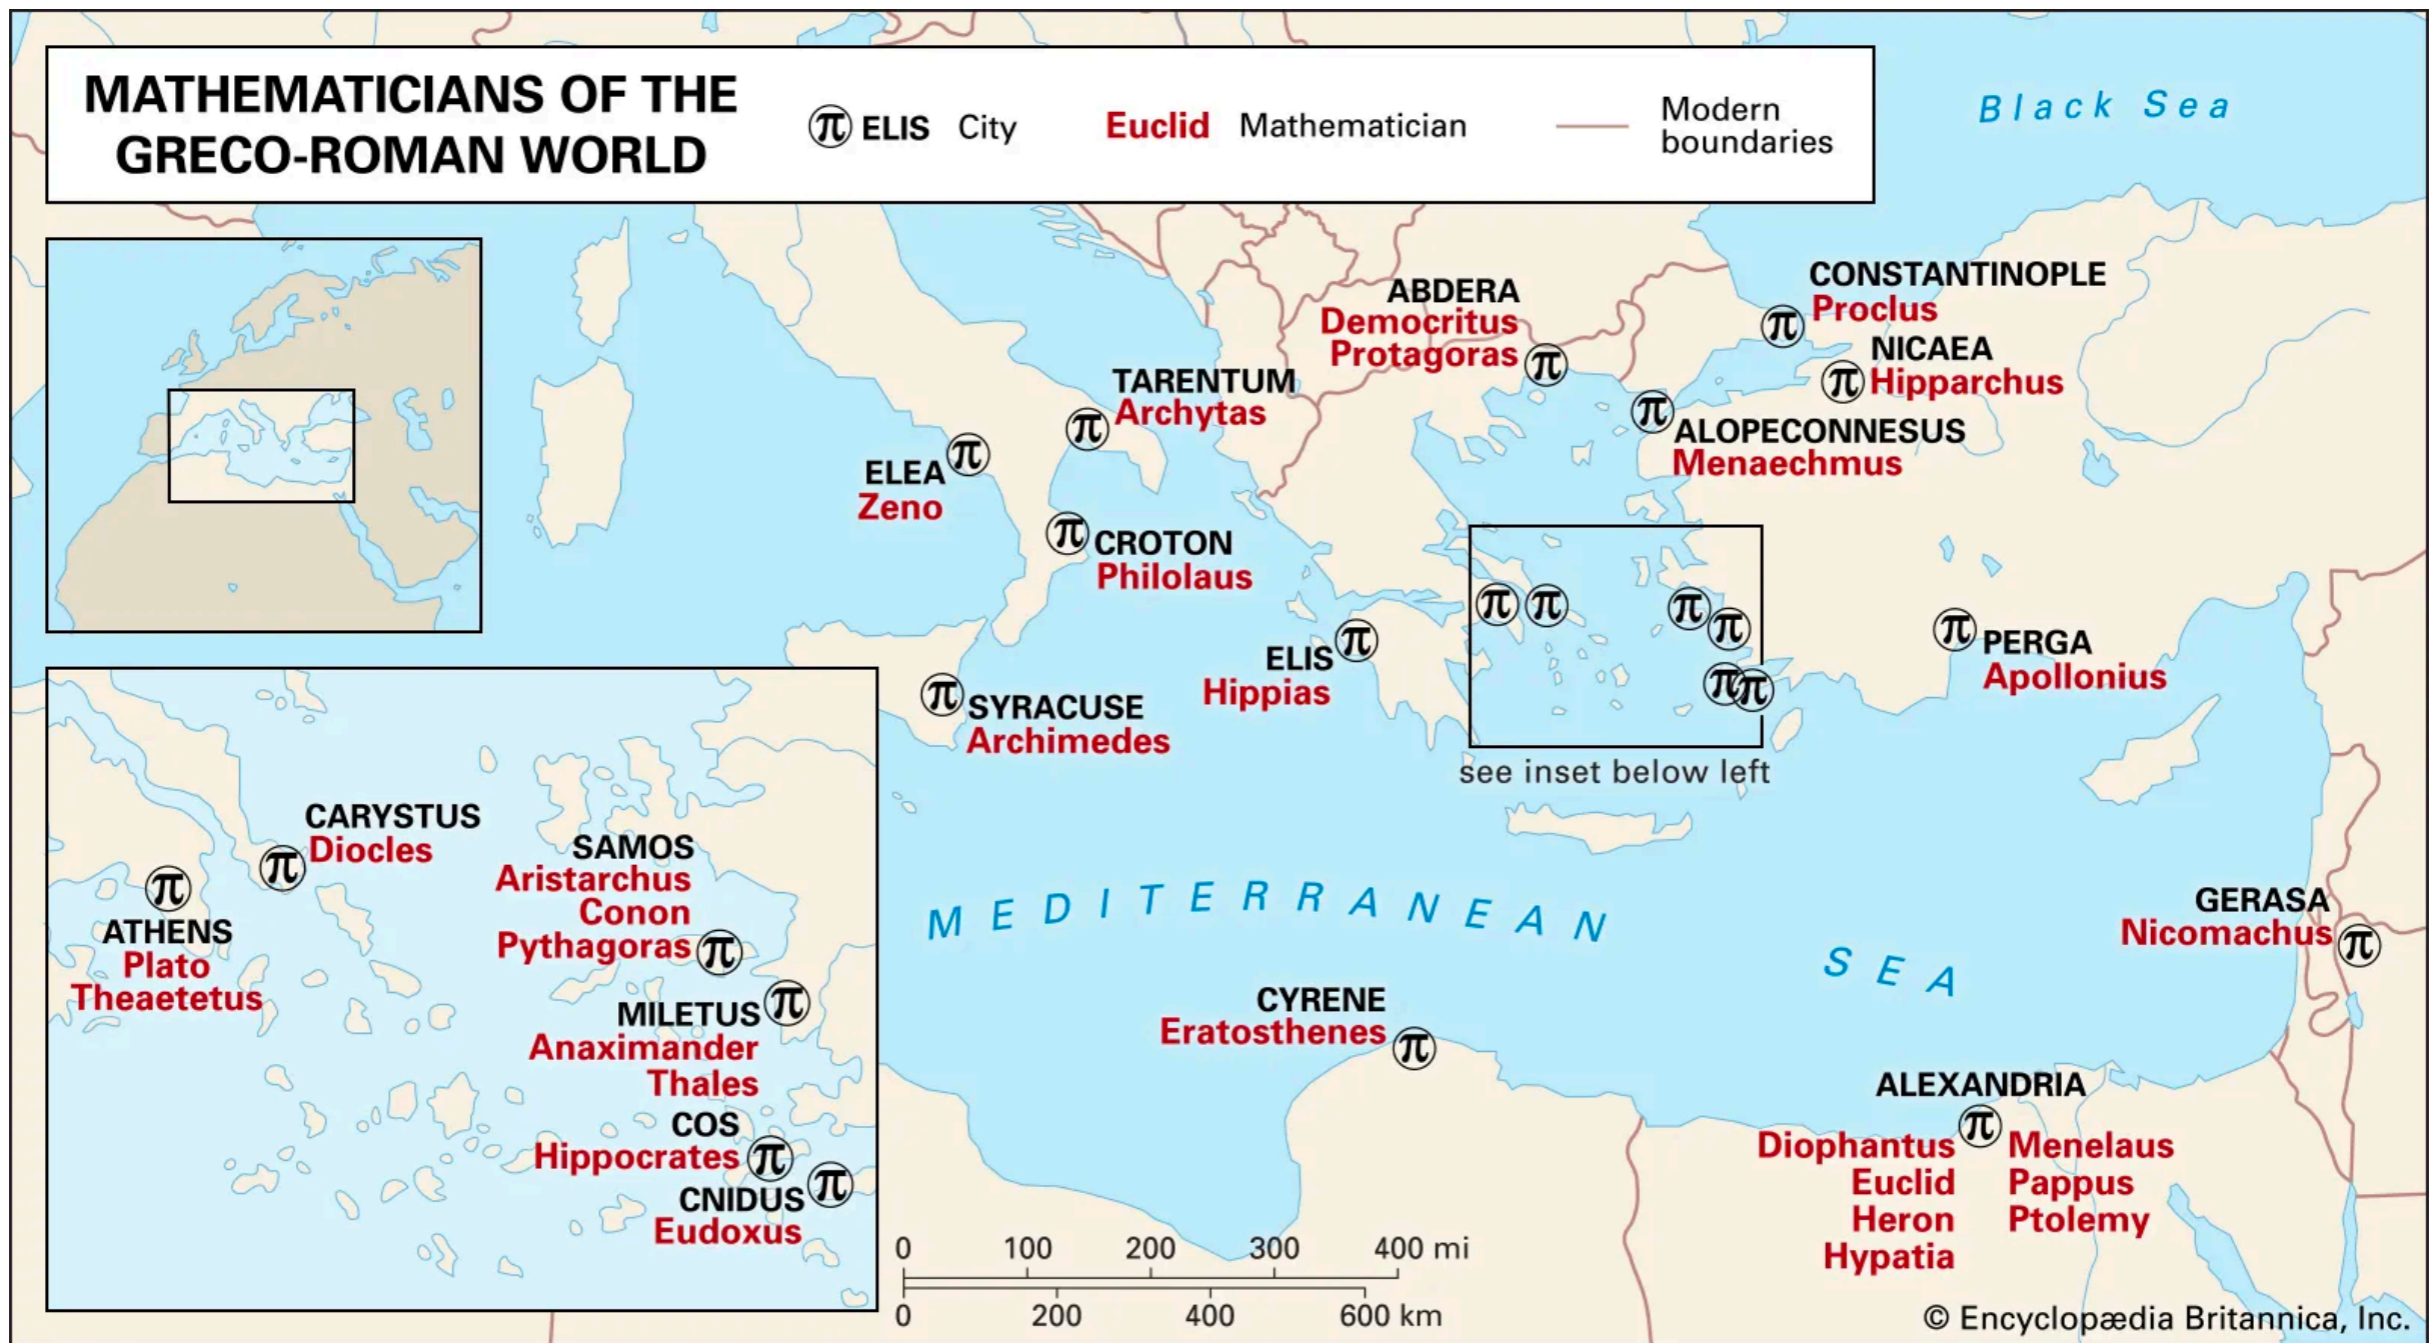 MATHEMATICIANS OF THE
GRECO-ROMAN WORLD
π ELIS City
Euclid Mathematician
Modern
boundaries
Black Sea
CONSTANTINOPLE
Proclus
π
NICAEA
π Hipparchus
ABDERA
Democritus
Protagoras π
π
ALOPECONNESUS
Menaechmus
TARENTUM
π Archytas
π
ELEA
Zeno
π
CROTON
Philolaus
π π π π π π
see inset below left
ELIS π
Hippias
π
PERGA
Apollonius
π
SYRACUSE
Archimedes
CARYSTUS
π Diocles
π
ATHENS
Plato
Theaetetus
SAMOS
Aristarchus
Conon
Pythagoras π
MILETUS π
Anaximander
Thales
COS
Hippocrates π
CNIDUS π
Eudoxus
MEDITERRANEAN
SEA
GERASA
Nicomachus π
CYRENE
Eratosthenes π
ALEXANDRIA
π
Diophantus
Euclid
Heron
Hypatia
Menelaus
Pappus
Ptolemy
0 100 200 300 400 mi
0 200 400 600 km
© Encyclopædia Britannica, Inc.